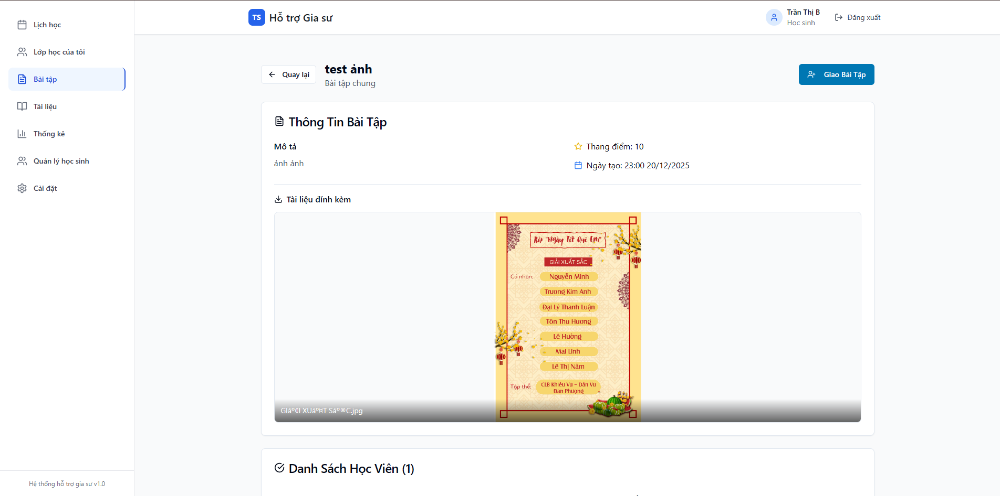 Lịch học
Lớp học của tôi
Bài tập
Tài liệu
Thống kê
Quản lý học sinh
Cài đặt
Hệ thống hỗ trợ gia sư v1.0
TS Hỗ trợ Gia sư
Trần Thị B
Học sinh
Đăng xuất
Quay lại
test ảnh
Bài tập chung
Giao Bài Tập
Thông Tin Bài Tập
Mô tả
ảnh ảnh
Thang điểm: 10
Ngày tạo: 23:00 20/12/2025
Tài liệu đính kèm
Bài "Ngày Tết Quê Em"
GIẢI XUẤT SẮC
Cá nhân:
Nguyễn Minh
Trương Kim Anh
Đại Lý Thanh Luận
Tôn Thu Hương
Lê Hường
Mai Linh
Lê Thị Năm
Tập thể:
CLB Khiêu Vũ – Dân Vũ
Đan Phượng
GIáº¢I XUáº¤T Sáº®C.jpg
Danh Sách Học Viên (1)